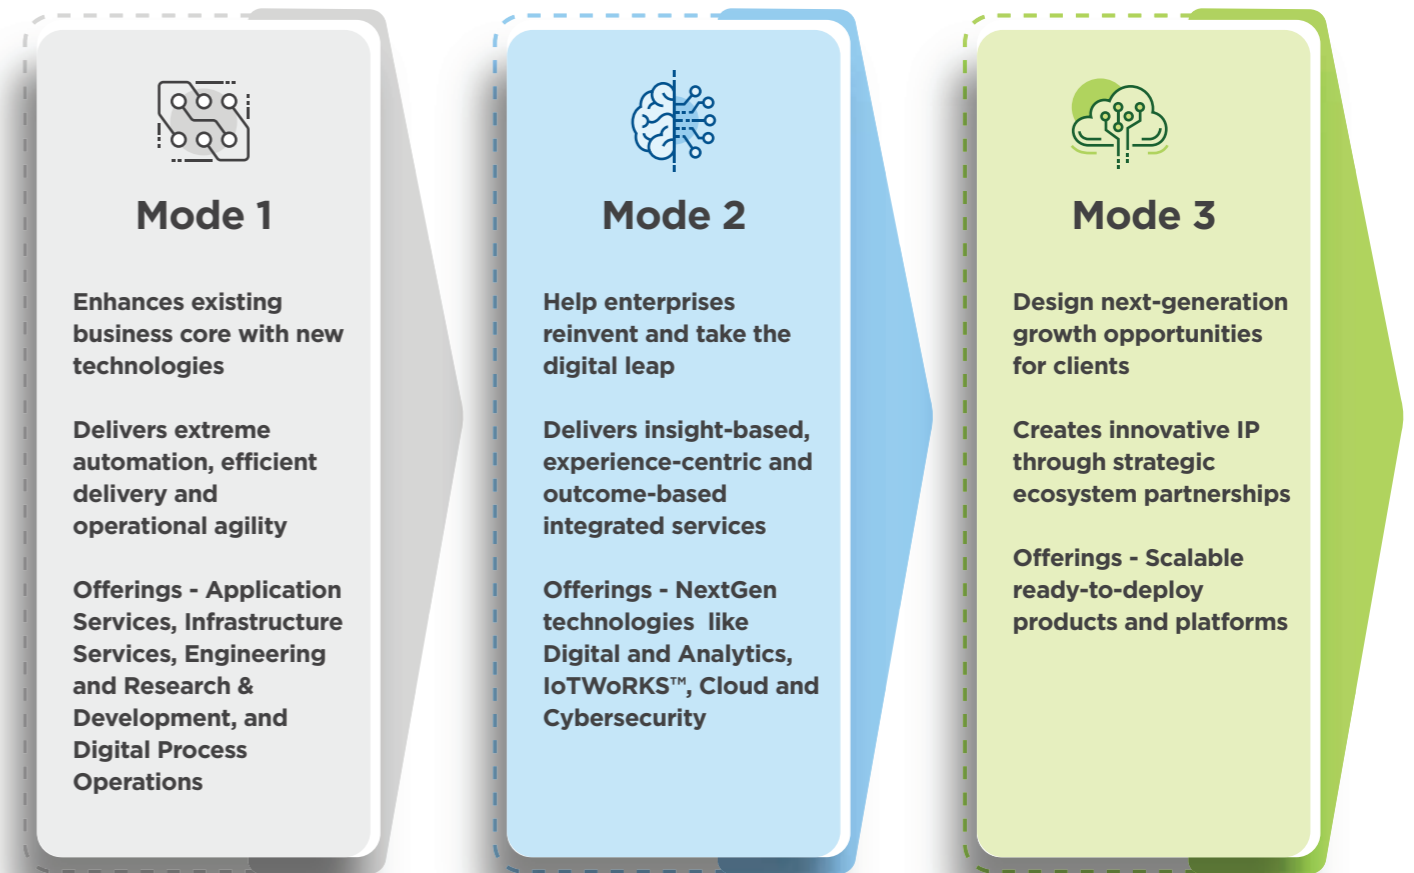 Mode 1
Enhances existing
business core with new
technologies
Delivers extreme
automation, efficient
delivery and
operational agility
Offerings - Application
Services, Infrastructure
Services, Engineering
and Research &
Development, and
Digital Process
Operations
Mode 2
Help enterprises
reinvent and take the
digital leap
Delivers insight-based,
experience-centric and
outcome-based
integrated services
Offerings - NextGen
technologies  like
Digital and Analytics,
IoTWoRKS™, Cloud and
Cybersecurity
Mode 3
Design next-generation
growth opportunities
for clients
Creates innovative IP
through strategic
ecosystem partnerships
Offerings - Scalable
ready-to-deploy
products and platforms